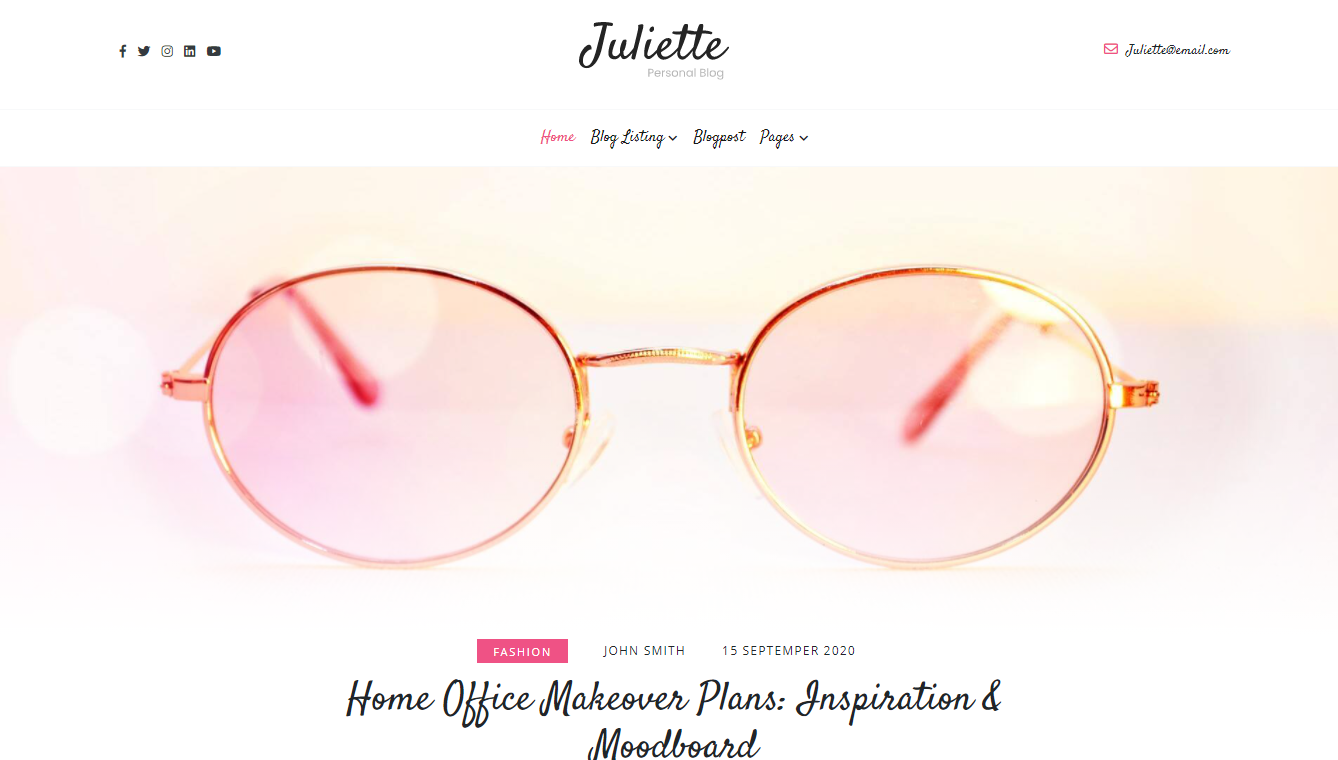 Juliette
Personal Blog
Juliette@email.com
Home Blog Listing Blogpost Pages
FASHION JOHN SMITH 15 SEPTEMPER 2020
Home Office Makeover Plans: Inspiration &
Moodboard